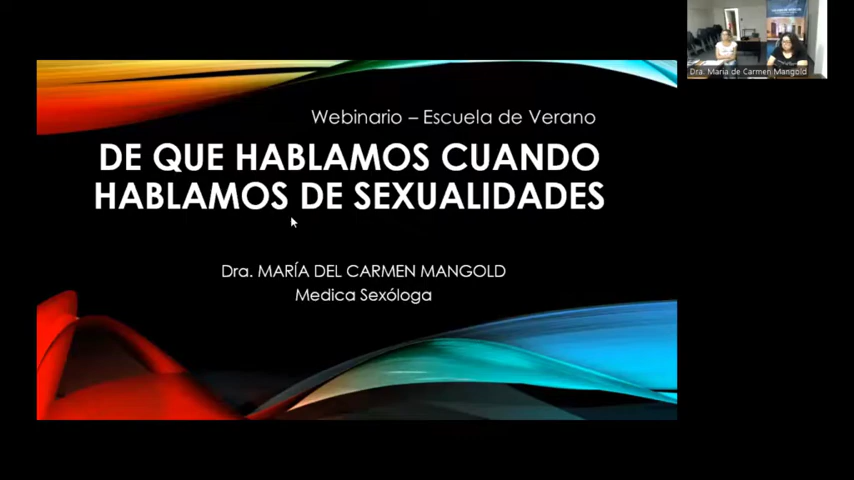 Webinario – Escuela de Verano
DE QUE HABLAMOS CUANDO
HABLAMOS DE SEXUALIDADES
Dra. MARÍA DEL CARMEN MANGOLD
Medica Sexóloga
Dra. María de Carmen Mangold